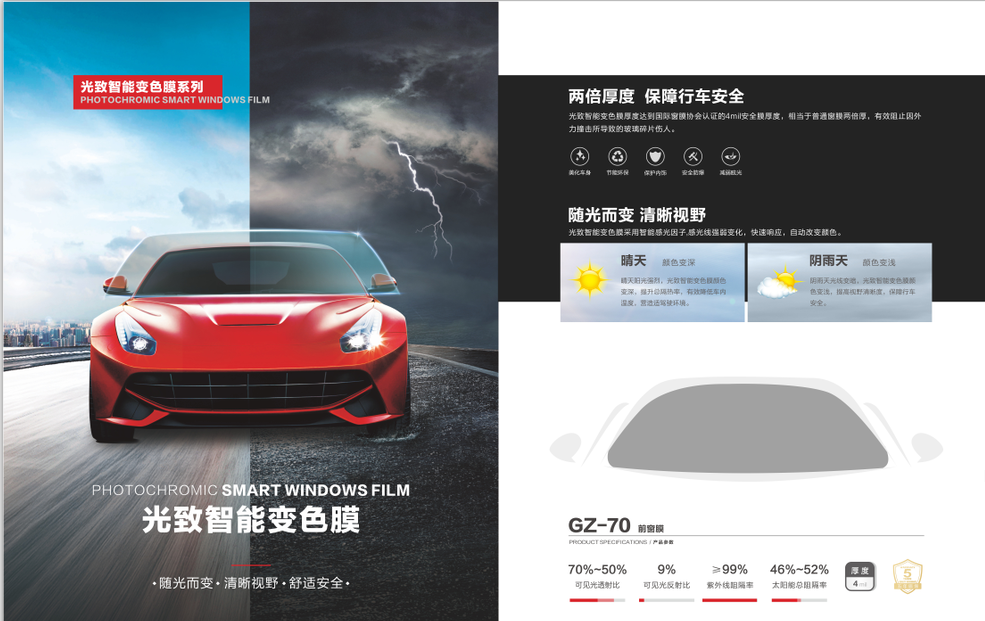 光致智能变色膜系列
PHOTOCHROMIC SMART WINDOWS FILM
PHOTOCHROMIC SMART WINDOWS FILM
光致智能变色膜
•随光而变•清晰视野•舒适安全•
两倍厚度 保障行车安全
光致智能变色膜厚度达到国际窗膜协会认证的4mil安全膜厚度，相当于普通窗膜两倍厚，有效阻止因外
力撞击所导致的玻璃碎片伤人。
美化车身 节能环保 保护内饰 安全防爆 减弱眩光
随光而变 清晰视野
光致智能变色膜采用智能感光因子,感光线强弱变化，快速响应，自动改变颜色。
晴天 颜色变深
晴天阳光强烈，光致智能变色膜颜色
变深，提升总隔热率，有效降低车内
温度，营造适驾驶环境。
阴雨天 颜色变浅
阴雨天光线变暗，光致智能变色膜颜
色变浅，提高视野清晰度，保障行车
安全。
GZ-70 前窗膜
PRODUCT SPECIFICATIONS / 产品参数
70%~50% 9% ≥99% 46%~52%
可见光透射比 可见光反射比 紫外线阻隔率 太阳能总阻隔率
厚度
4 mil
5